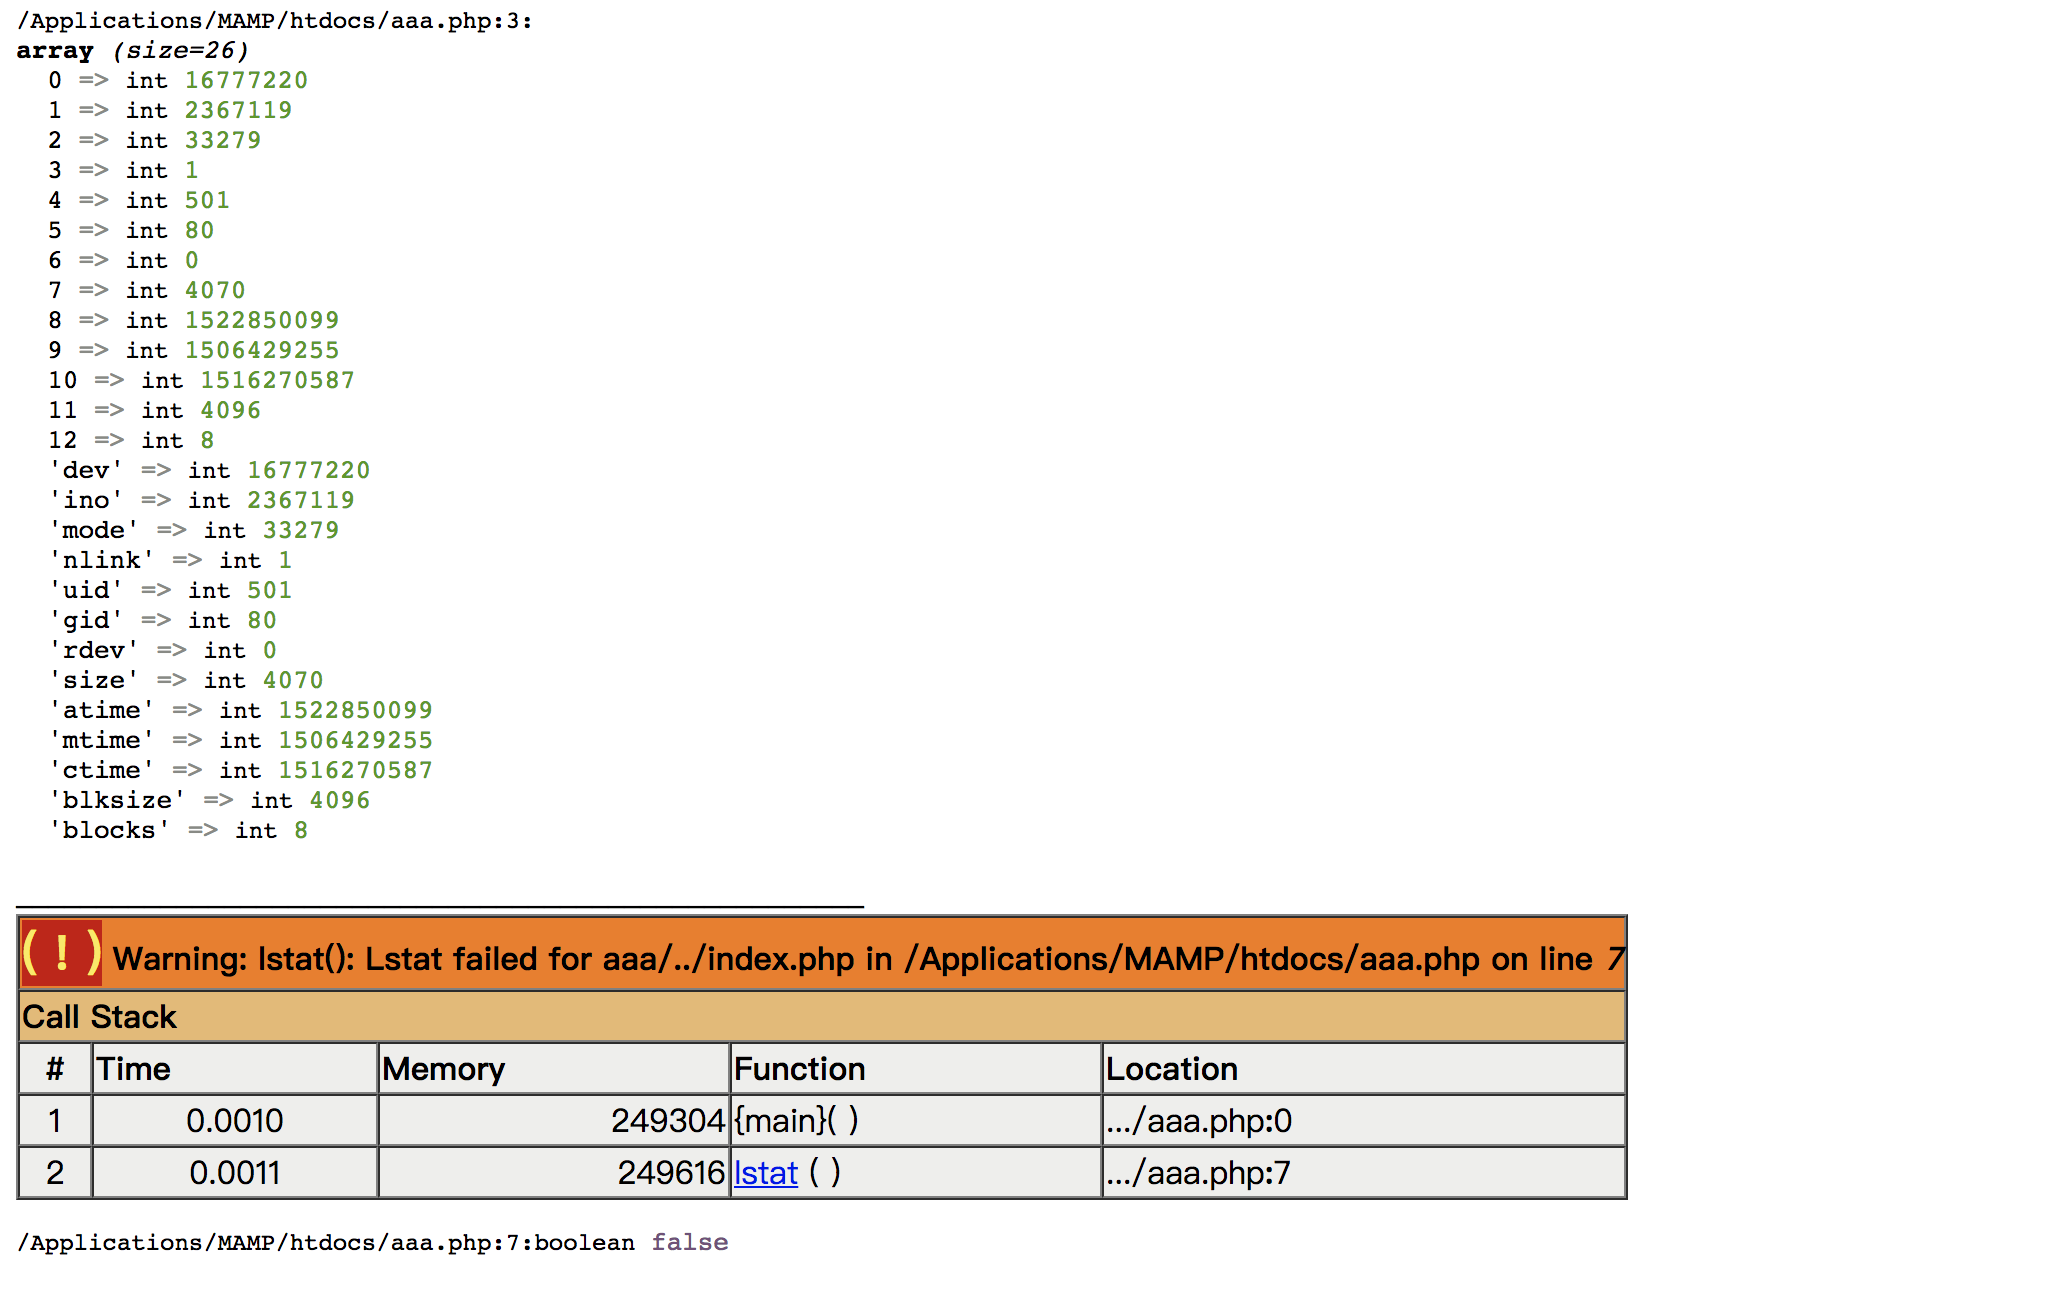 /Applications/MAMP/htdocs/aaa.php:3:
array (size=26)
0 => int 16777220
1 => int 2367119
2 => int 33279
3 => int 1
4 => int 501
5 => int 80
6 => int 0
7 => int 4070
8 => int 1522850099
9 => int 1506429255
10 => int 1516270587
11 => int 4096
12 => int 8
'dev' => int 16777220
'ino' => int 2367119
'mode' => int 33279
'nlink' => int 1
'uid' => int 501
'gid' => int 80
'rdev' => int 0
'size' => int 4070
'atime' => int 1522850099
'mtime' => int 1506429255
'ctime' => int 1516270587
'blksize' => int 4096
'blocks' => int 8
( ! ) Warning: lstat(): Lstat failed for aaa/../index.php in /Applications/MAMP/htdocs/aaa.php on line 7
Call Stack
# Time Memory Function Location
1 0.0010 249304 {main}( ) .../aaa.php:0
2 0.0011 249616 lstat ( ) .../aaa.php:7
/Applications/MAMP/htdocs/aaa.php:7:boolean false